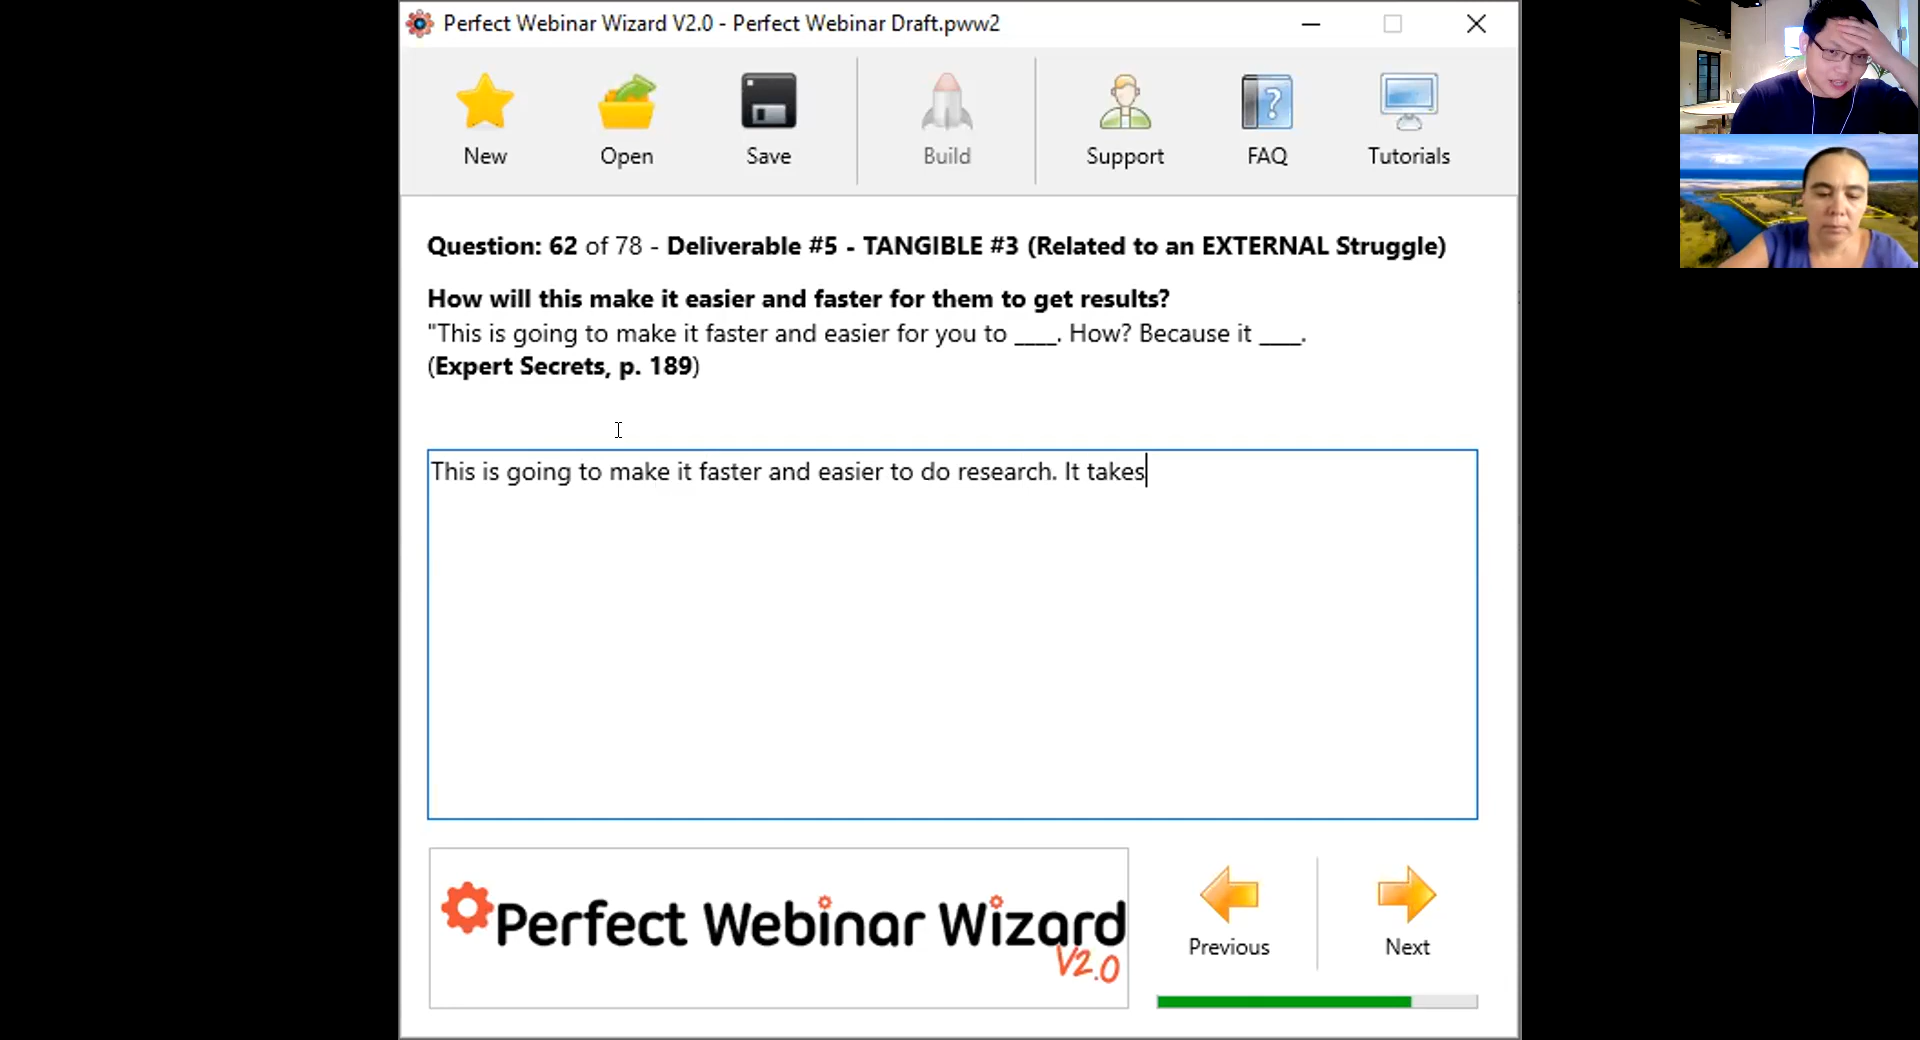 Perfect Webinar Wizard V2.0 - Perfect Webinar Draft.pww2
New Open Save Build Support FAQ Tutorials
Question: 62 of 78 - Deliverable #5 - TANGIBLE #3 (Related to an EXTERNAL Struggle)
How will this make it easier and faster for them to get results?
"This is going to make it faster and easier for you to ____. How? Because it ____.
(Expert Secrets, p. 189)
This is going to make it faster and easier to do research. It takes
Perfect Webinar Wizard
V2.0
Previous Next